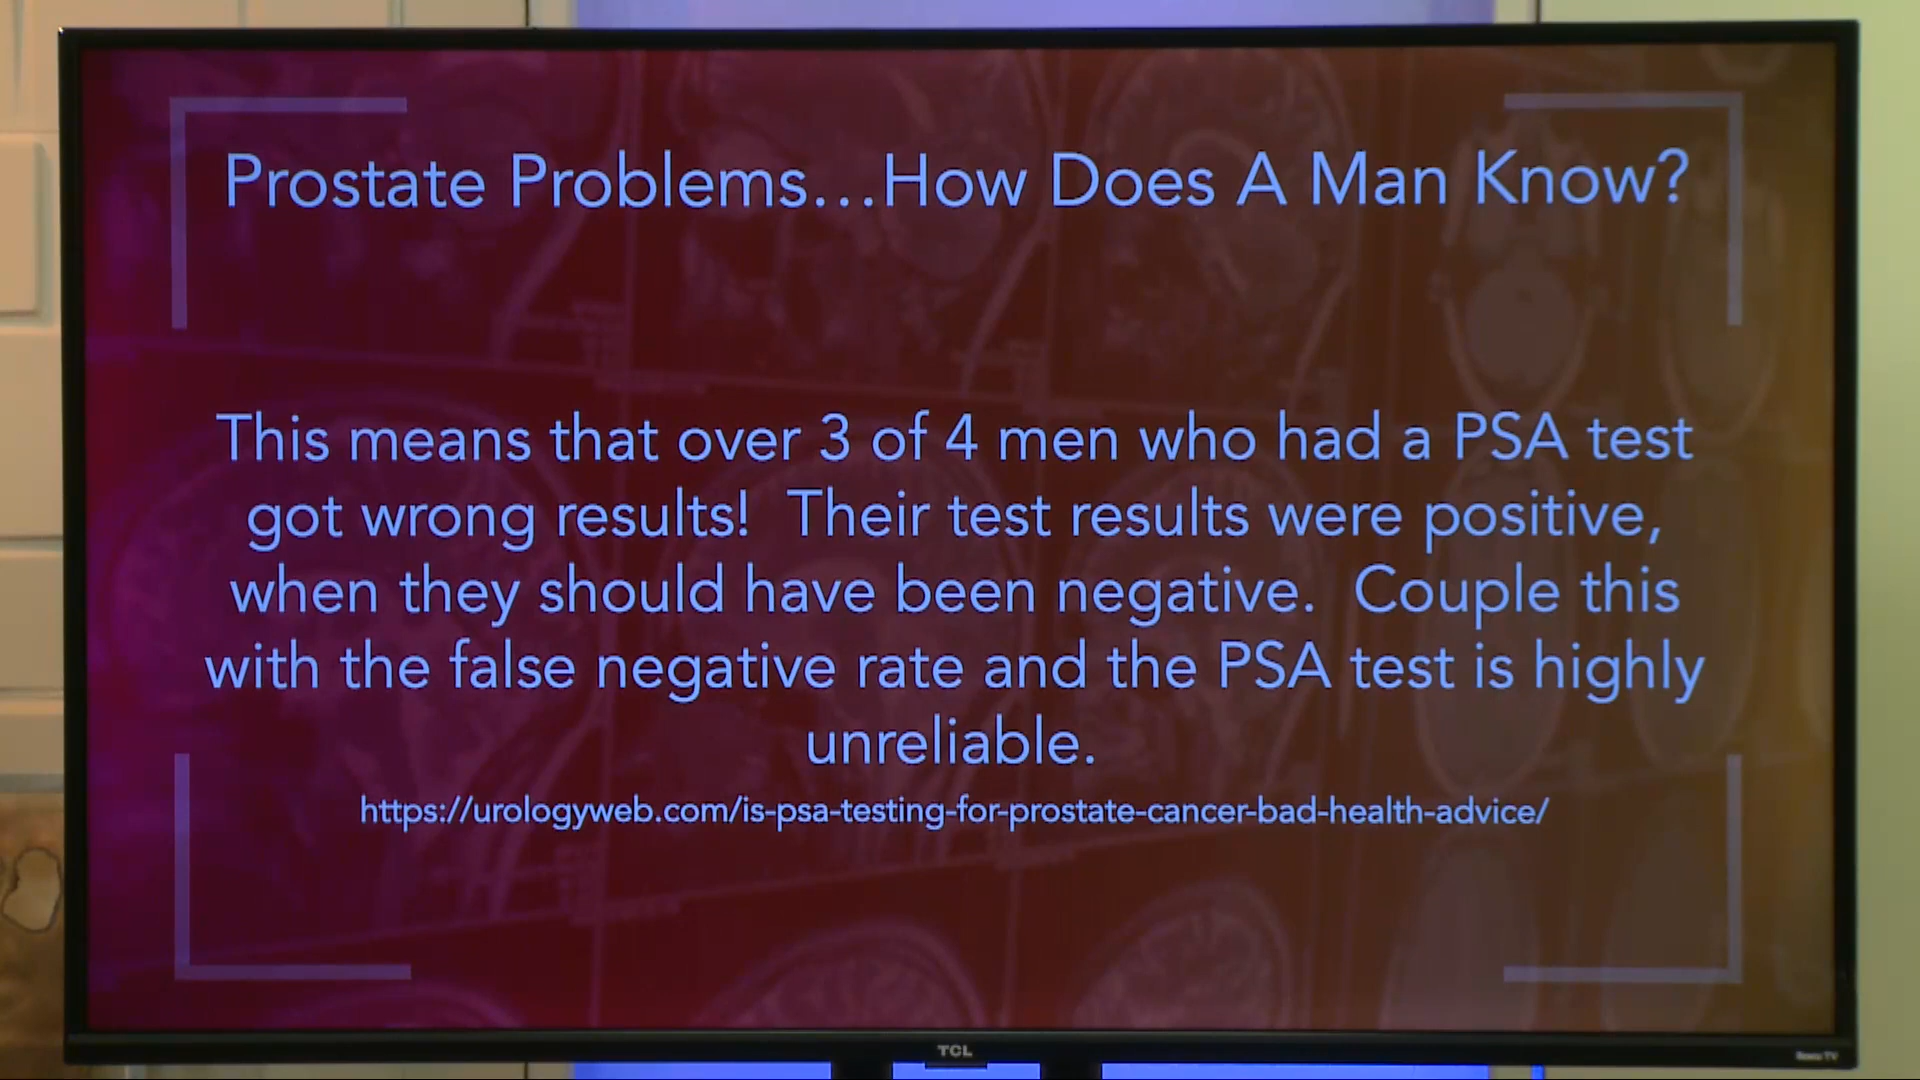 Prostate Problems...How Does A Man Know?
This means that over 3 of 4 men who had a PSA test
got wrong results! Their test results were positive,
when they should have been negative. Couple this
with the false negative rate and the PSA test is highly
unreliable.
https://urologyweb.com/is-psa-testing-for-prostate-cancer-bad-health-advice/
TCL
Roku TV